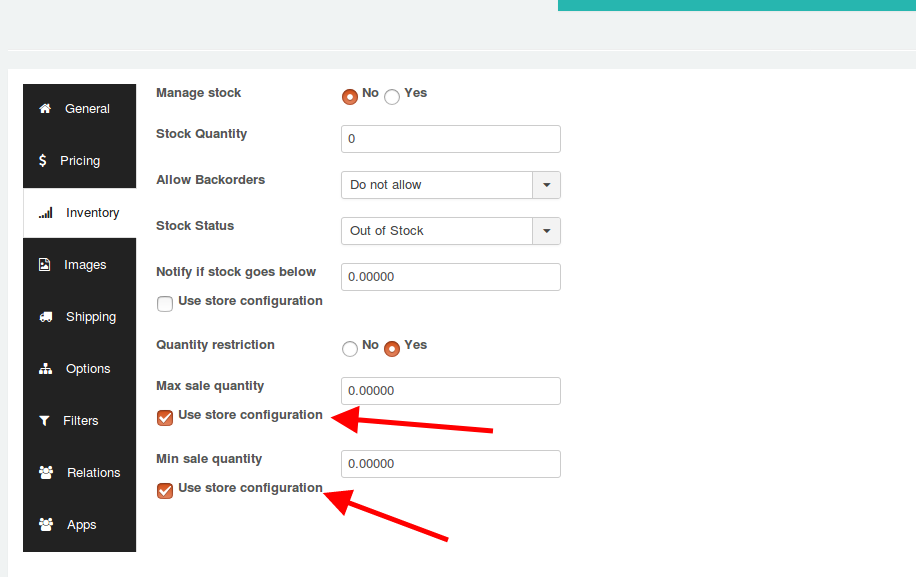 General
Pricing
Inventory
Images
Shipping
Options
Filters
Relations
Apps
Manage stock No Yes
Stock Quantity 0
Allow Backorders Do not allow
Stock Status Out of Stock
Notify if stock goes below 0.00000
Use store configuration
Quantity restriction No Yes
Max sale quantity 0.00000
Use store configuration
Min sale quantity 0.00000
Use store configuration